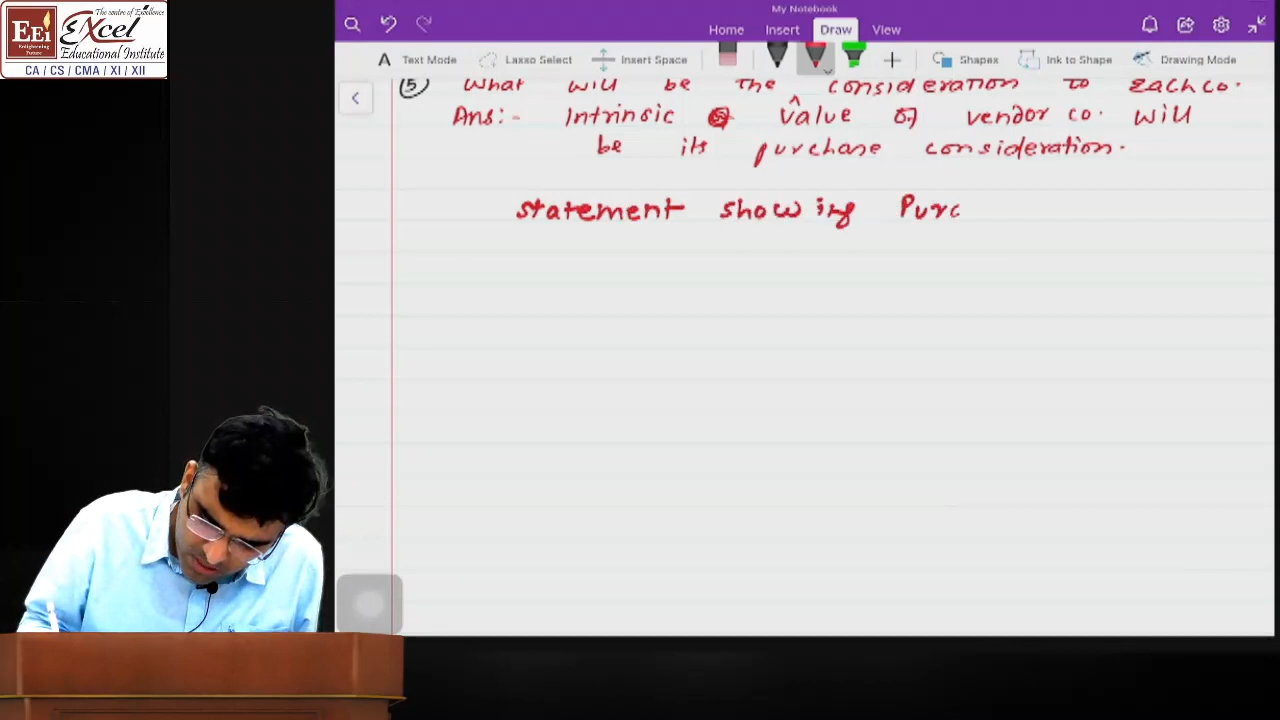 The centre of Excellence
EEi
Enlightening Future
EXcel
Educational Institute
CA / CS / CMA / XI / XII
My Notebook
Home Insert Draw View
A Text Mode Lasso Select Insert Space Shapes Ink to Shape Drawing Mode
⑤ What will be the consideration to Each co.
Ans:- Intrinsic value of vendor co. will
be its purchase consideration.
statement showing Purc